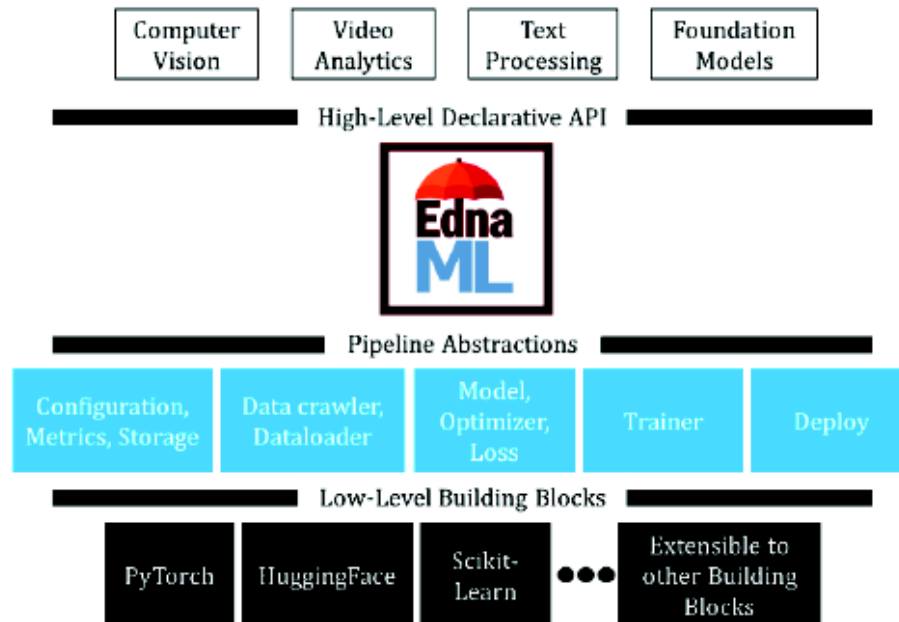 Computer
Vision
Video
Analytics
Text
Processing
Foundation
Models
High-Level Declarative API
Edna
ML
Pipeline Abstractions
Configuration,
Metrics, Storage
Data crawler,
Dataloader
Model,
Optimizer,
Loss
Trainer
Deploy
Low-Level Building Blocks
PyTorch
HuggingFace
Scikit-
Learn
Extensible to
other Building
Blocks